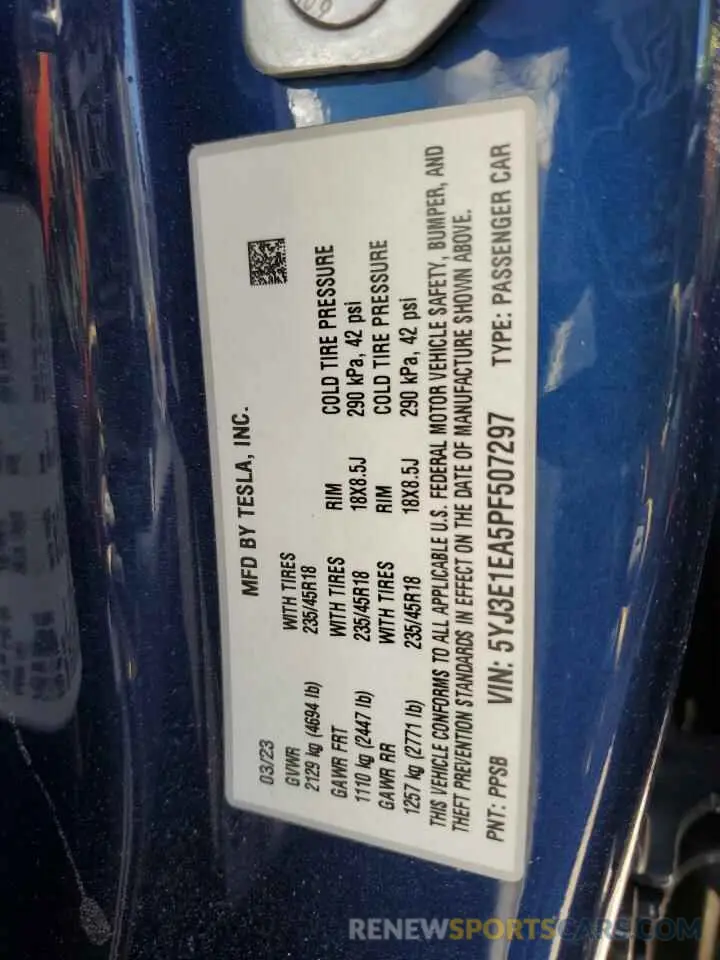 MFD BY TESLA, INC.
03/23
GVWR WITH TIRES RIM COLD TIRE PRESSURE
2129 kg (4694 lb) 235/45R18 18X8.5J 290 kPa, 42 psi
GAWR FRT WITH TIRES RIM COLD TIRE PRESSURE
1110 kg (2447 lb) 235/45R18
GAWR RR WITH TIRES
1257 kg (2771 lb) 235/45R18 18X8.5J 290 kPa, 42 psi
THIS VEHICLE CONFORMS TO ALL APPLICABLE U.S. FEDERAL MOTOR VEHICLE SAFETY, BUMPER, AND
THEFT PREVENTION STANDARDS IN EFFECT ON THE DATE OF MANUFACTURE SHOWN ABOVE.
PNT: PPSB VIN: 5YJ3E1EA5PF507297 TYPE: PASSENGER CAR
RENEWSPORTSCARS.COM